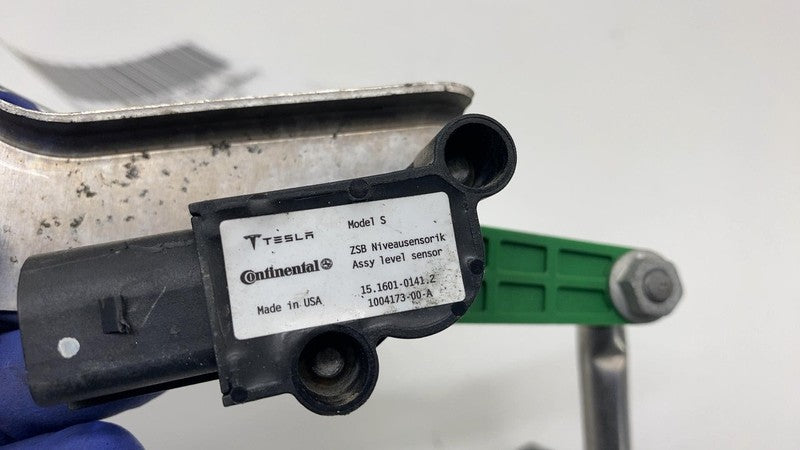 TESLA
Model S
Continental
ZSB Niveausensorik
Assy level sensor
Made in USA
15.1601-0141.2
1004173-00-A